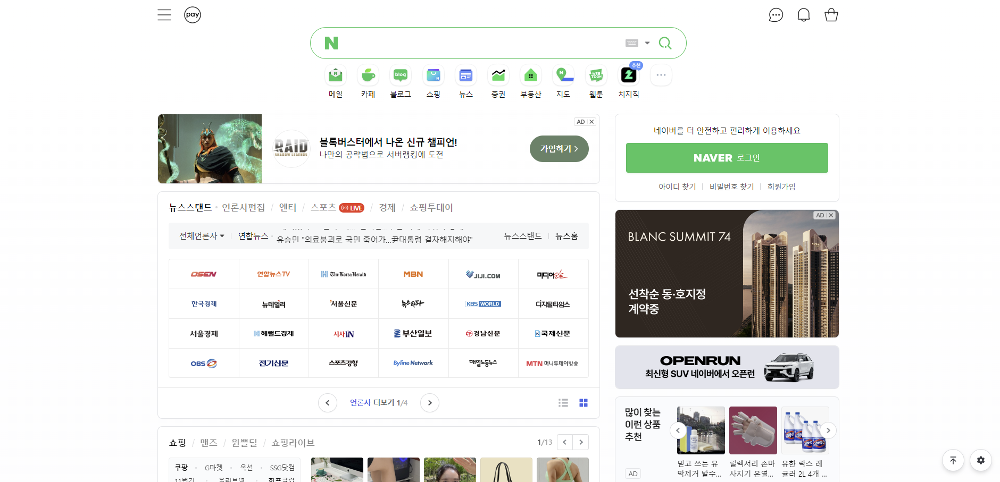 pay
N
메일 카페 블로그 쇼핑 뉴스 증권 부동산 지도 웹툰 치지직
blog
WEB TOON
추천
AD
RAID
SHADOW LEGENDS
블록버스터에서 나온 신규 챔피언!
나만의 공략법으로 서버랭킹에 도전
가입하기
네이버를 더 안전하고 편리하게 이용하세요
NAVER 로그인
아이디 찾기 비밀번호 찾기 회원가입
뉴스스탠드 · 언론사편집 / 엔터 / 스포츠 LIVE / 경제 / 쇼핑투데이
전체언론사 연합뉴스
유승민 "의료붕괴로 국민 죽어가...尹대통령 결자해지해야"
뉴스스탠드 뉴스홈
OSEN 연합뉴스TV The Korea Herald MBN JIJI.COM 미디어오늘
한국경제 뉴데일리 서울신문 뉴스타파 KBS WORLD 디지털타임스
서울경제 헤럴드경제 시사IN 부산일보 경남신문 국제신문
OBS 전기신문 스포츠경향 Byline Network 매일노동뉴스 MTN 머니투데이방송
언론사 더보기 1/4
AD
BLANC SUMMIT 74
선착순 동·호지정
계약중
OPENRUN
최신형 SUV 네이버에서 오픈런
많이 찾는
이런 상품
추천
AD
믿고 쓰는 유
막제거 발수...
릴렉서리 손마
사지기 온열...
유한 락스 레
귤러 2L 4개 ...
쇼핑 / 맨즈 / 원쁠딜 / 쇼핑라이브
1/13
쿠팡 · G마켓 · 옥션 · SSG닷컴